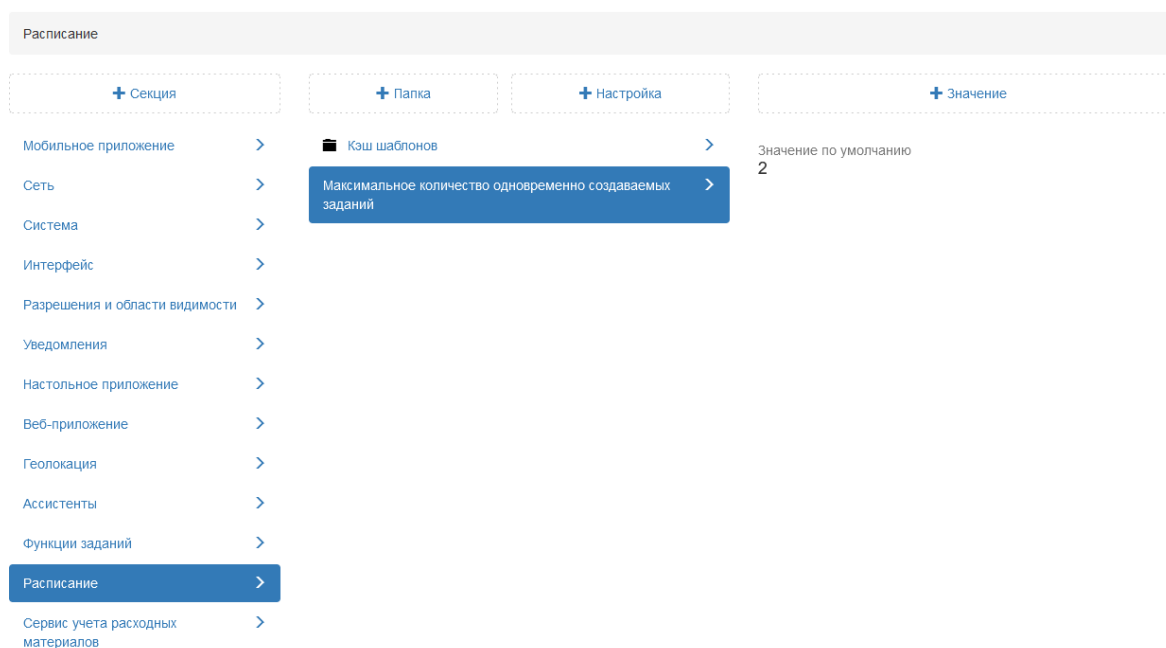 Расписание
Секция
Папка
Настройка
Значение
Мобильное приложение
Сеть
Система
Интерфейс
Разрешения и области видимости
Уведомления
Настольное приложение
Веб-приложение
Геолокация
Ассистенты
Функции заданий
Расписание
Сервис учета расходных
материалов
Кэш шаблонов
Максимальное количество одновременно создаваемых
заданий
Значение по умолчанию
2